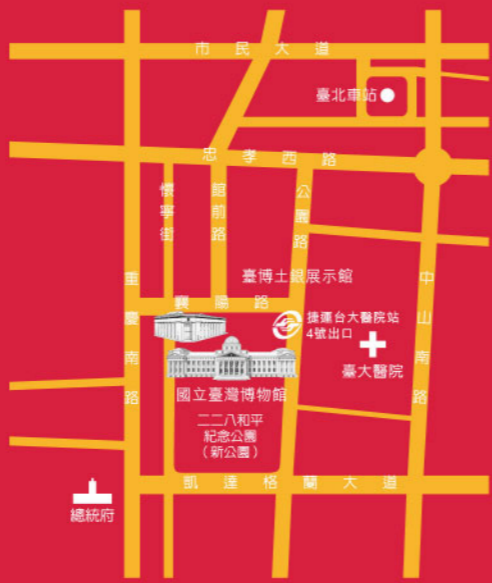 市民大道
臺北車站
忠孝西路
懷寧街
館前路
公園路
臺博土銀展示館
重慶南路
襄陽路
中山南路
捷運台大醫院站
4號出口
臺大醫院
國立臺灣博物館
二二八和平
紀念公園
（新公園）
凱達格蘭大道
總統府